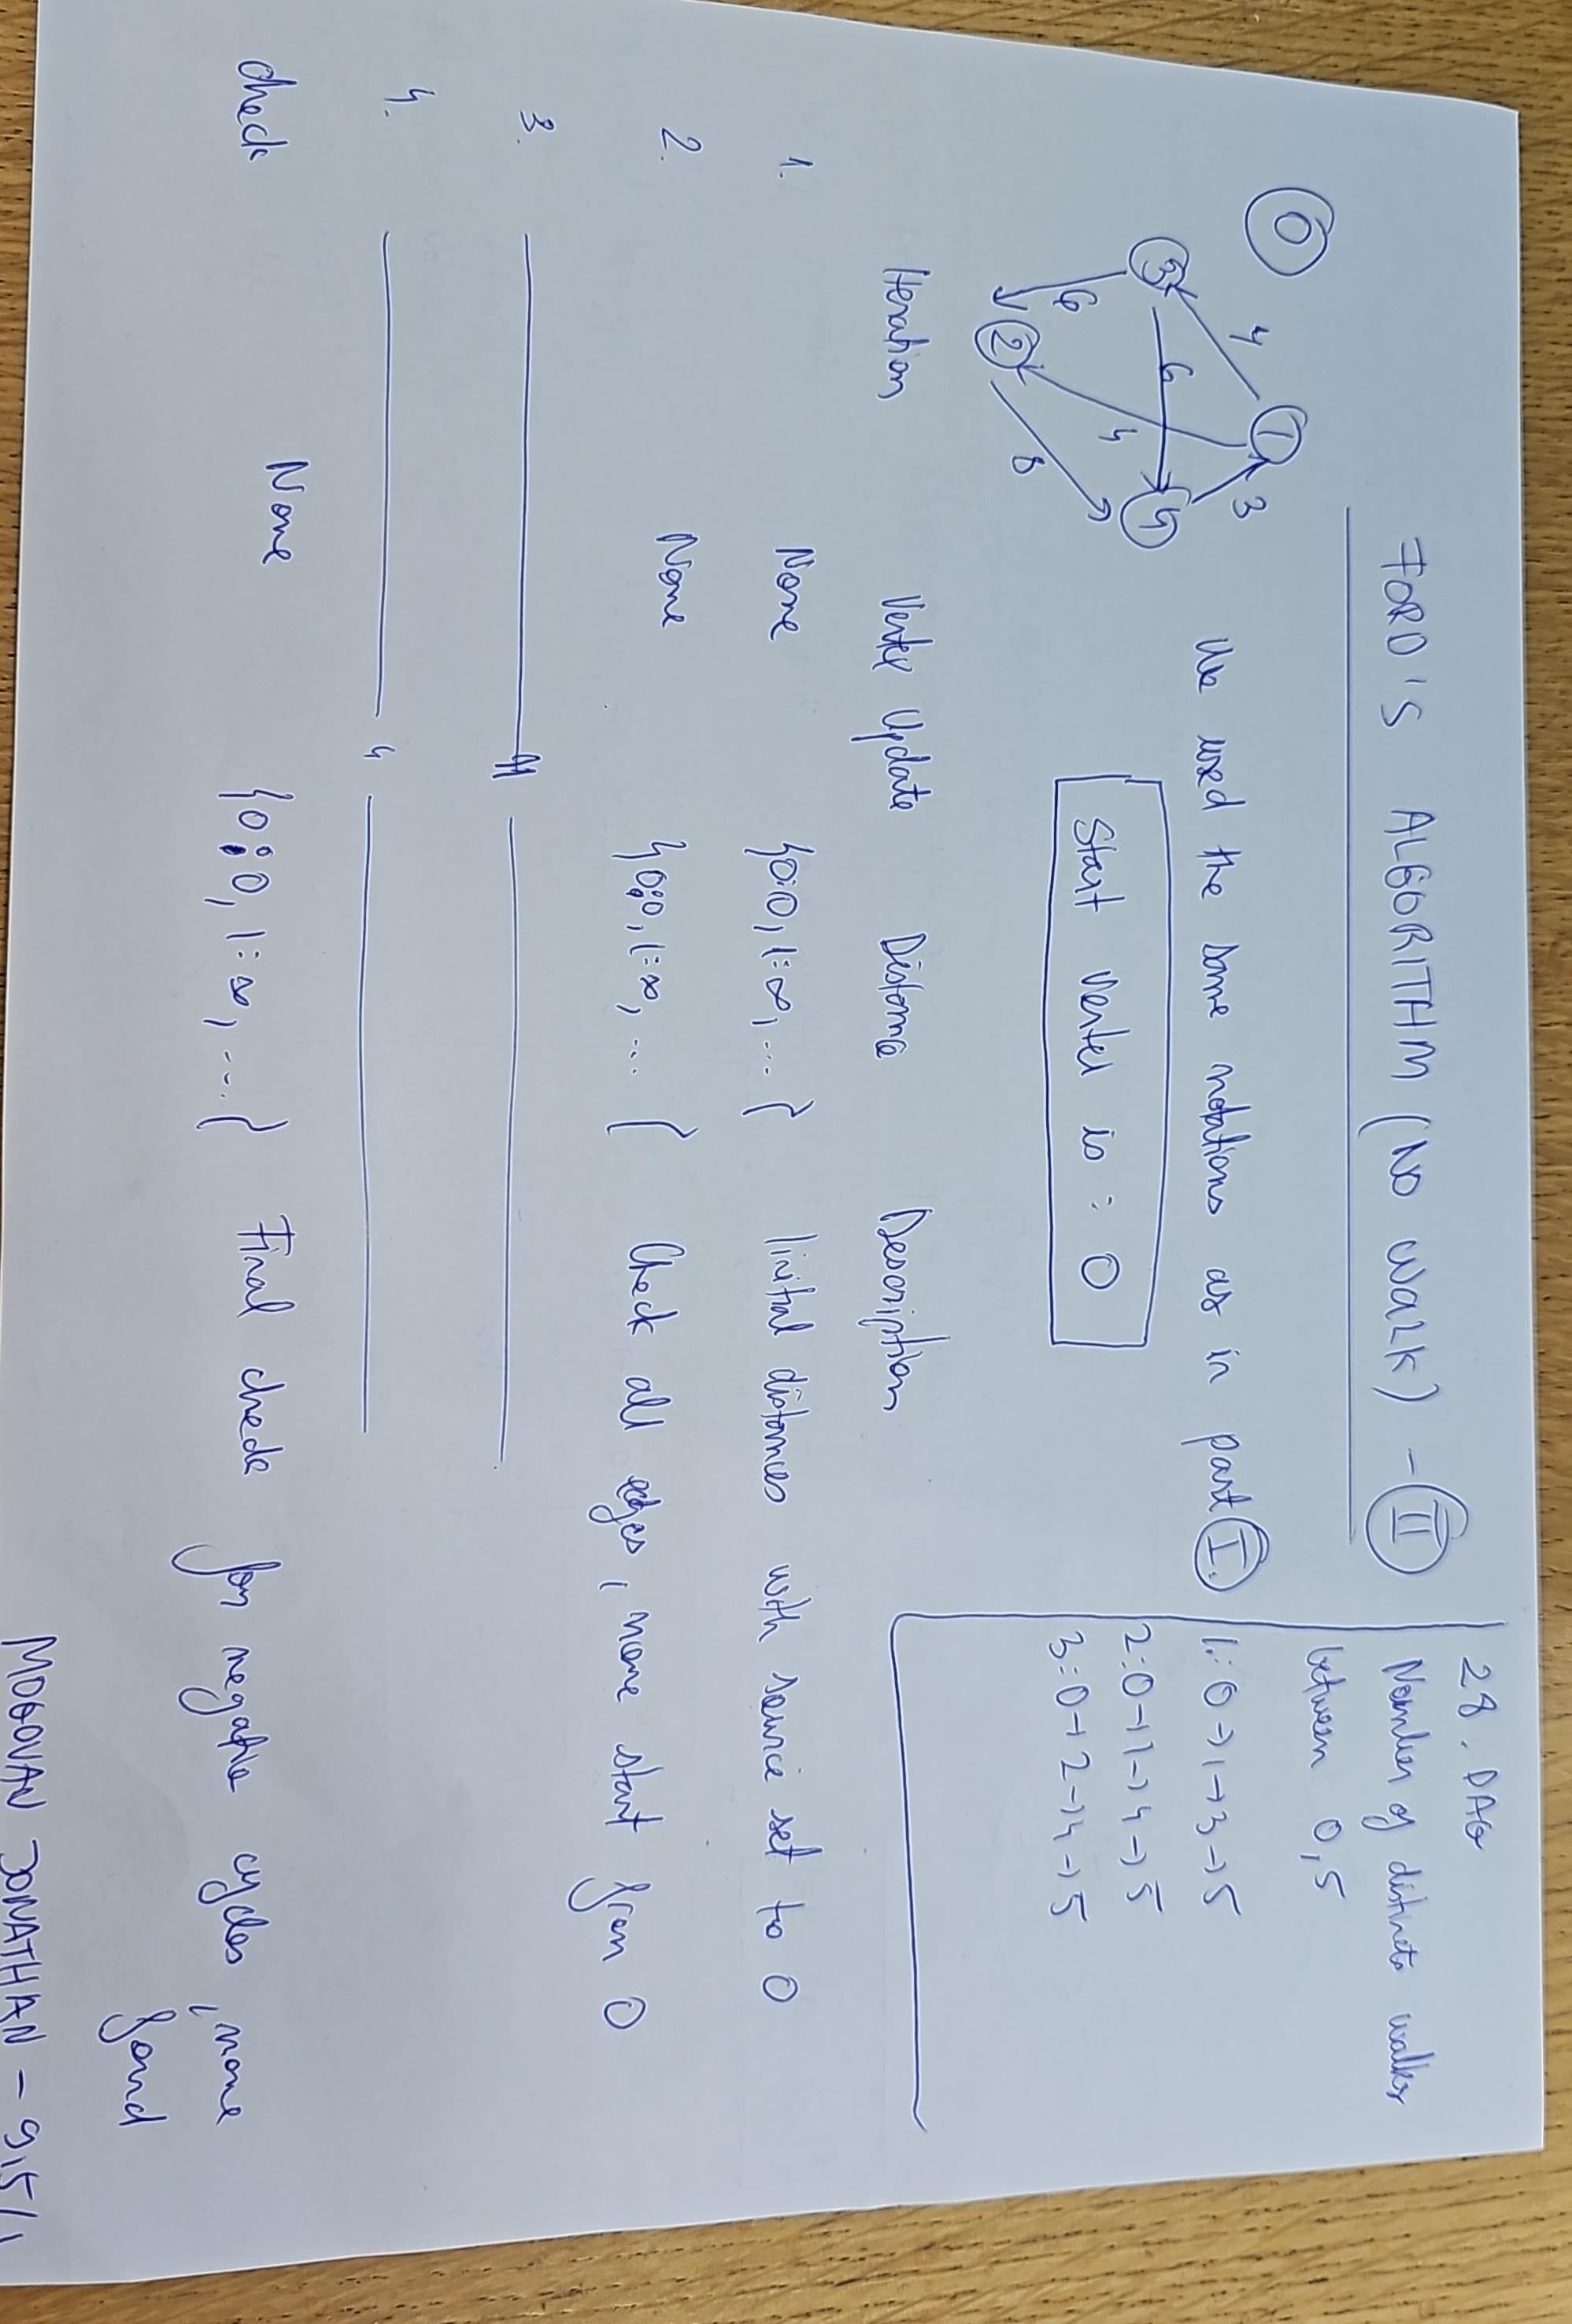 FORD'S ALGORITHM (NO WALK) - II
28. DAG
Number of distincts walks
between 0,5
1: 0→1→3→5
2: 0→1→4→5
3: 0→2→4→5
We used the same notations as in part I.
Start vertex is: 0
0
1
3
2
4
4
3
6
6
4
8
Iteration Vertex Update Distance Description
1. None {0:0, 1:∞, ...} Iinitial distances with source set to 0
2. None {0:0, 1:∞, ... } Check all edges, none start from 0
3. 
4. 
check None {0:0, 1:∞, ...} Final check for negative cycles, none
found
MOGOVAN JONATHAN - 915/1